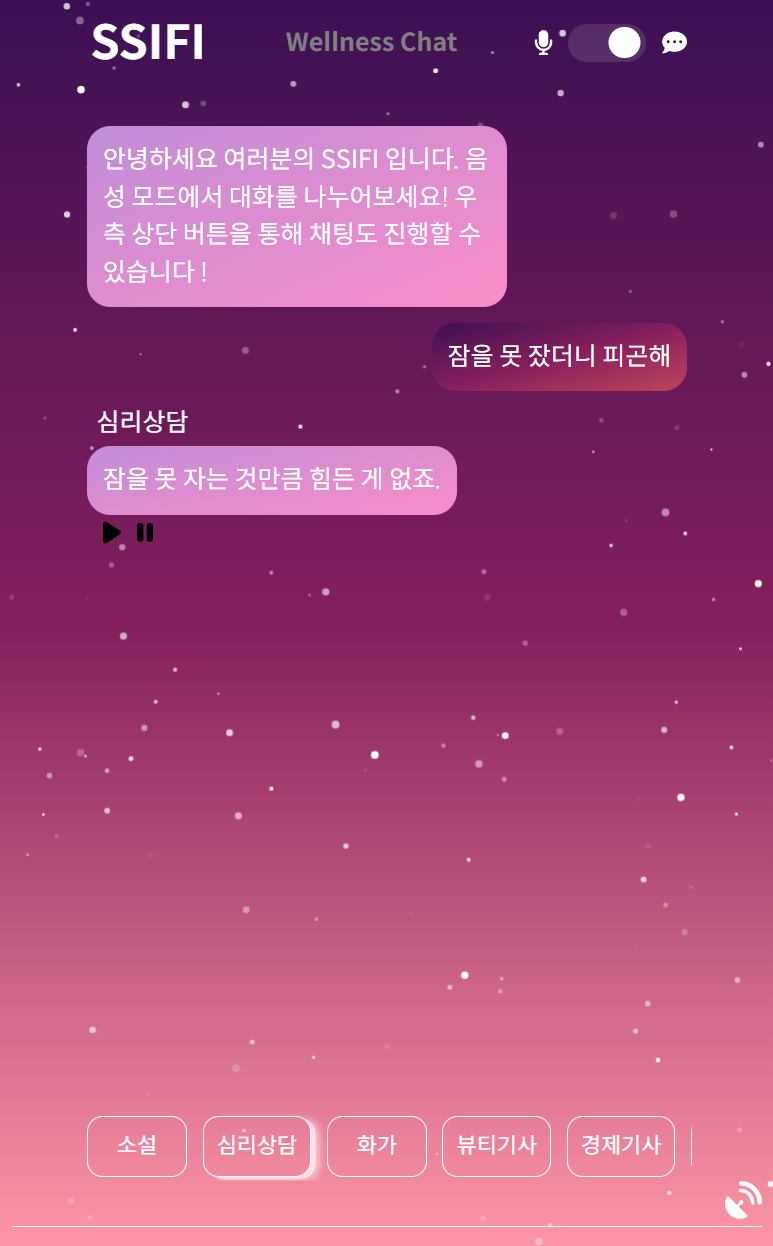 SSIFI
Wellness Chat
안녕하세요 여러분의 SSIFI 입니다. 음
성 모드에서 대화를 나누어보세요! 우
측 상단 버튼을 통해 채팅도 진행할 수
있습니다 !
잠을 못 잤더니 피곤해
심리상담
잠을 못 자는 것만큼 힘든 게 없죠.
소설
심리상담
화가
뷰티기사
경제기사